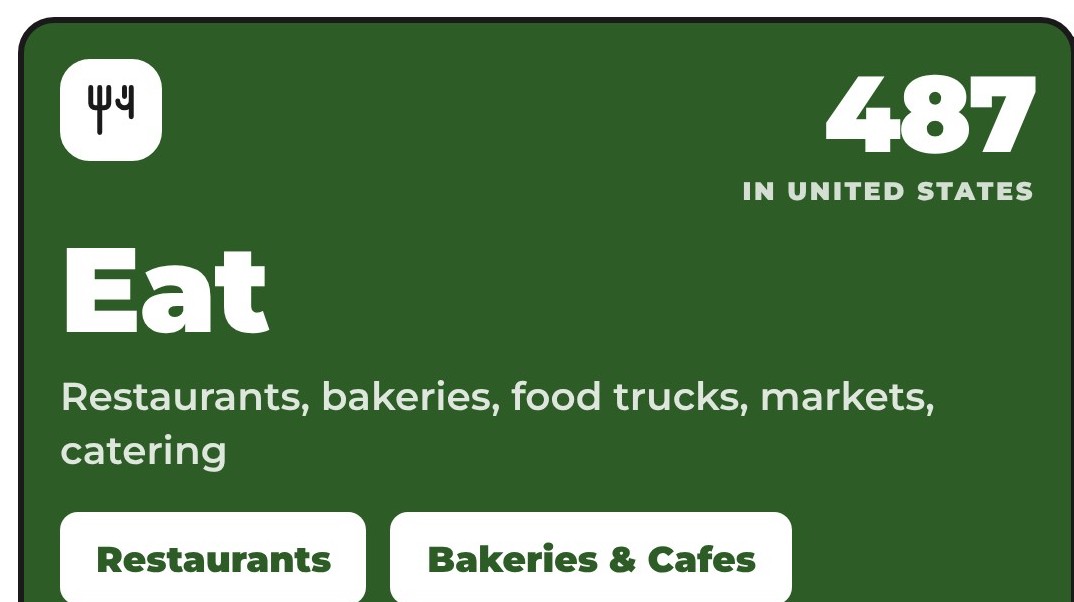 487
IN UNITED STATES
Eat
Restaurants, bakeries, food trucks, markets,
catering
Restaurants
Bakeries & Cafes